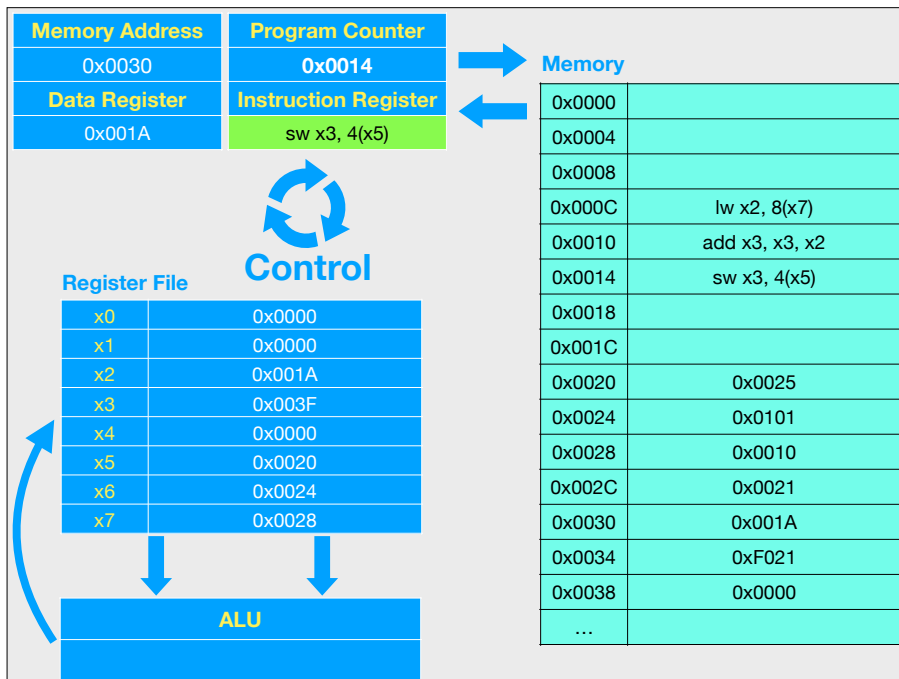 Memory Address Program Counter
0x0030 0x0014
Data Register Instruction Register
0x001A sw x3, 4(x5)
Control
Register File
x0 0x0000
x1 0x0000
x2 0x001A
x3 0x003F
x4 0x0000
x5 0x0020
x6 0x0024
x7 0x0028
ALU
Memory
0x0000
0x0004
0x0008
0x000C lw x2, 8(x7)
0x0010 add x3, x3, x2
0x0014 sw x3, 4(x5)
0x0018
0x001C
0x0020 0x0025
0x0024 0x0101
0x0028 0x0010
0x002C 0x0021
0x0030 0x001A
0x0034 0xF021
0x0038 0x0000
…